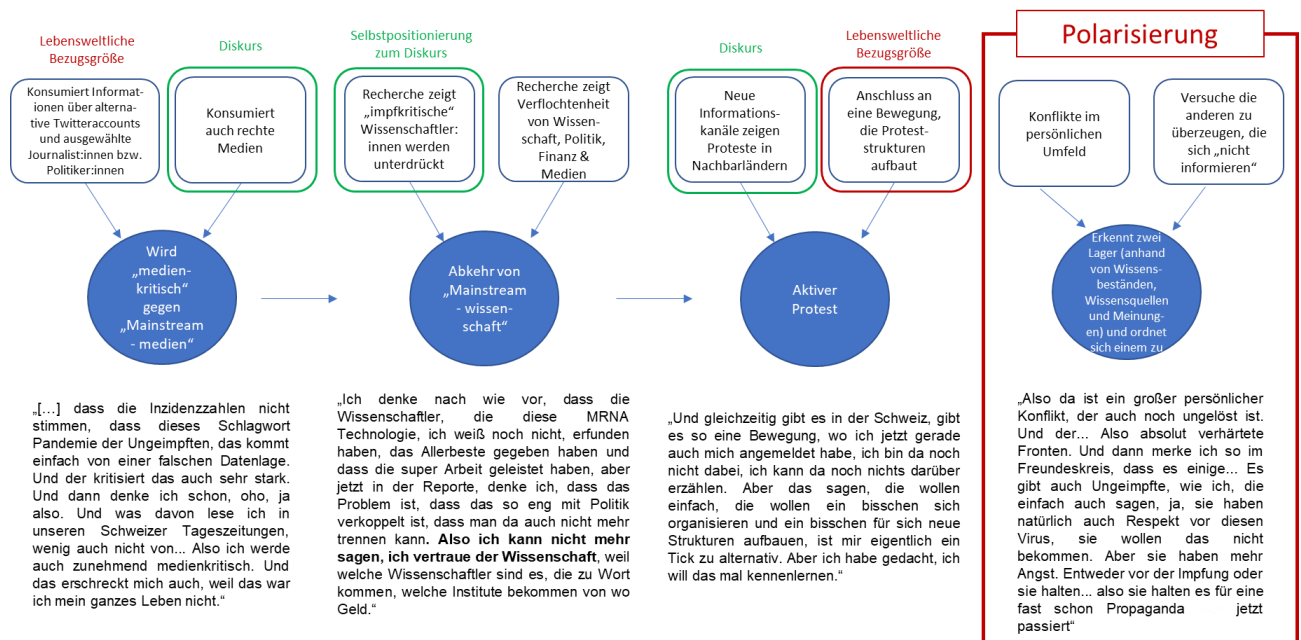 Lebensweltliche
Bezugsgröße
Konsumiert Informat-
ionen über alterna-
tive Twitteraccounts
und ausgewählte
Journalist:innen bzw.
Politiker:innen
Diskurs
Konsumiert
auch rechte
Medien
Wird
„medien-
kritisch“
gegen
„Mainstream
- medien“
„[…] dass die Inzidenzzahlen nicht
stimmen, dass dieses Schlagwort
Pandemie der Ungeimpften, das kommt
einfach von einer falschen Datenlage.
Und der kritisiert das auch sehr stark.
Und dann denke ich schon, oho, ja
also. Und was davon lese ich in
unseren Schweizer Tageszeitungen,
wenig auch nicht von... Also ich werde
auch zunehmend medienkritisch. Und
das erschreckt mich auch, weil das war
ich mein ganzes Leben nicht.“
Selbstpositionierung
zum Diskurs
Recherche zeigt
„impfkritische“
Wissenschaftler:
innen werden
unterdrückt
Recherche zeigt
Verflochtenheit
von Wissen-
schaft, Politik,
Finanz &
Medien
Abkehr von
„Mainstream
- wissen-
schaft“
„Ich denke nach wie vor, dass die
Wissenschaftler, die diese MRNA
Technologie, ich weiß noch nicht, erfunden
haben, das Allerbeste gegeben haben und
dass die super Arbeit geleistet haben, aber
jetzt in der Reporte, denke ich, dass das
Problem ist, dass das so eng mit Politik
verkoppelt ist, dass man da auch nicht mehr
trennen kann. Also ich kann nicht mehr
sagen, ich vertraue der Wissenschaft, weil
welche Wissenschaftler sind es, die zu Wort
kommen, welche Institute bekommen von wo
Geld.“
Diskurs
Neue
Informations-
kanäle zeigen
Proteste in
Nachbarländern
Lebensweltliche
Bezugsgröße
Anschluss an
eine Bewegung,
die Protest-
strukturen
aufbaut
Aktiver
Protest
„Und gleichzeitig gibt es in der Schweiz, gibt
es so eine Bewegung, wo ich jetzt gerade
auch mich angemeldet habe, ich bin da noch
nicht dabei, ich kann da noch nichts darüber
erzählen. Aber das sagen, die wollen
einfach, die wollen ein bisschen sich
organisieren und ein bisschen für sich neue
Strukturen aufbauen, ist mir eigentlich ein
Tick zu alternativ. Aber ich habe gedacht, ich
will das mal kennenlernen.“
Polarisierung
Konflikte im
persönlichen
Umfeld
Versuche die
anderen zu
überzeugen, die
sich „nicht
informieren“
Erkennt zwei
Lager (anhand
von Wissens-
beständen,
Wissensquellen
und Meinung-
en) und ordnet
sich einem zu
„Also da ist ein großer persönlicher
Konflikt, der auch noch ungelöst ist.
Und der... Also absolut verhärtete
Fronten. Und dann merke ich so im
Freundeskreis, dass es einige... Es
gibt auch Ungeimpfte, wie ich, die
einfach auch sagen, ja, sie haben
natürlich auch Respekt vor diesen
Virus, sie wollen das nicht
bekommen. Aber sie haben mehr
Angst. Entweder vor der Impfung oder
sie halten... also sie halten es für eine
fast schon Propaganda jetzt
passiert“